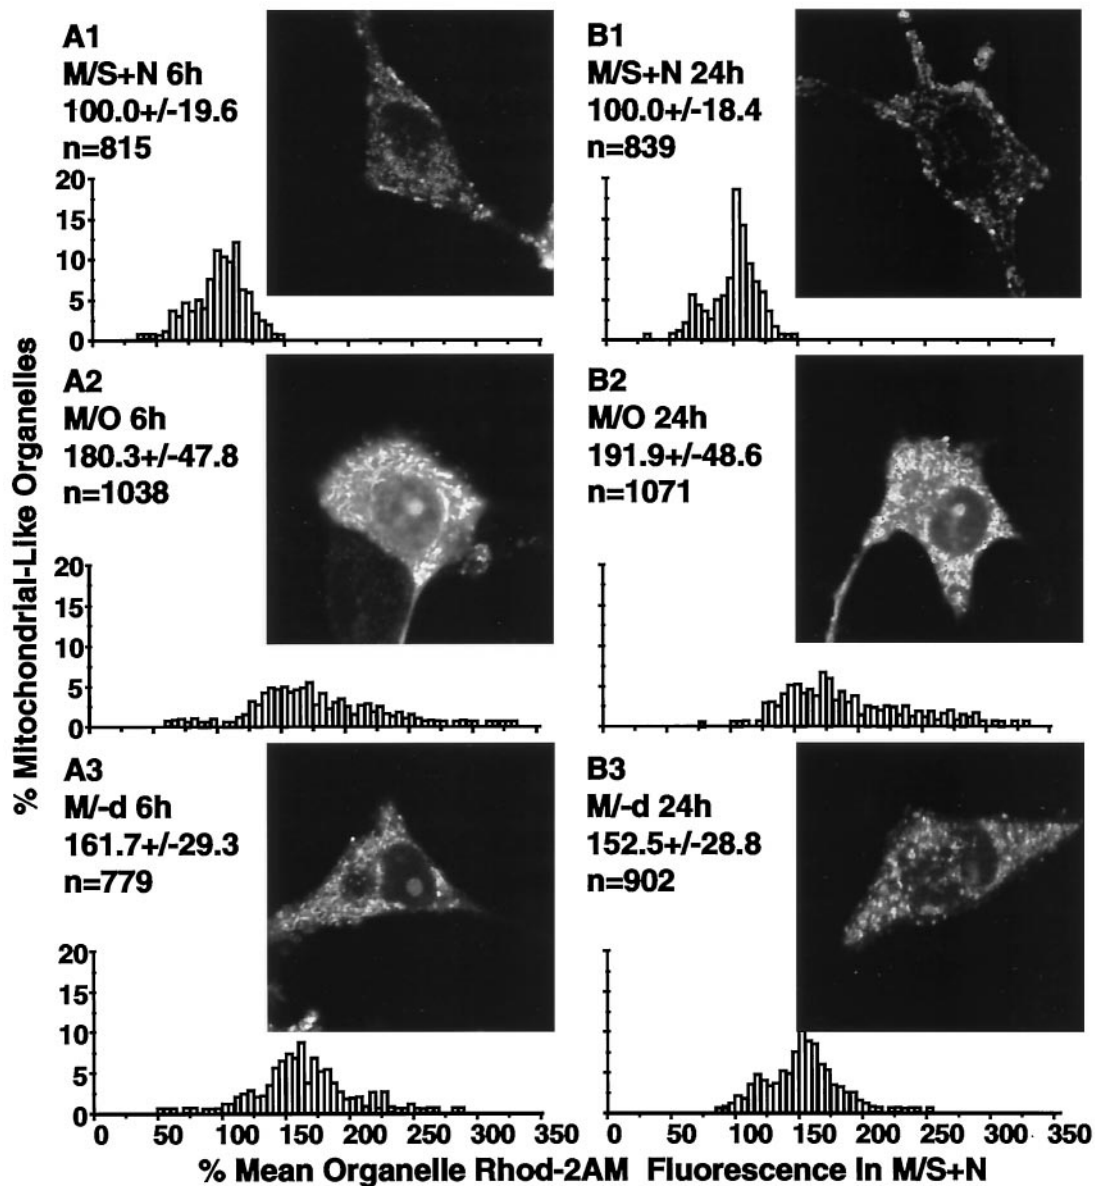 A1
M/S+N 6h
100.0+/-19.6
n=815
20
15
10
5
0
B1
M/S+N 24h
100.0+/-18.4
n=839
% Mitochondrial-Like Organelles
A2
M/O 6h
180.3+/-47.8
n=1038
20
15
10
5
0
B2
M/O 24h
191.9+/-48.6
n=1071
A3
M/-d 6h
161.7+/-29.3
n=779
20
15
10
5
0
B3
M/-d 24h
152.5+/-28.8
n=902
0 50 100 150 200 250 300 350
0 50 100 150 200 250 300 350
% Mean Organelle Rhod-2AM Fluorescence In M/S+N